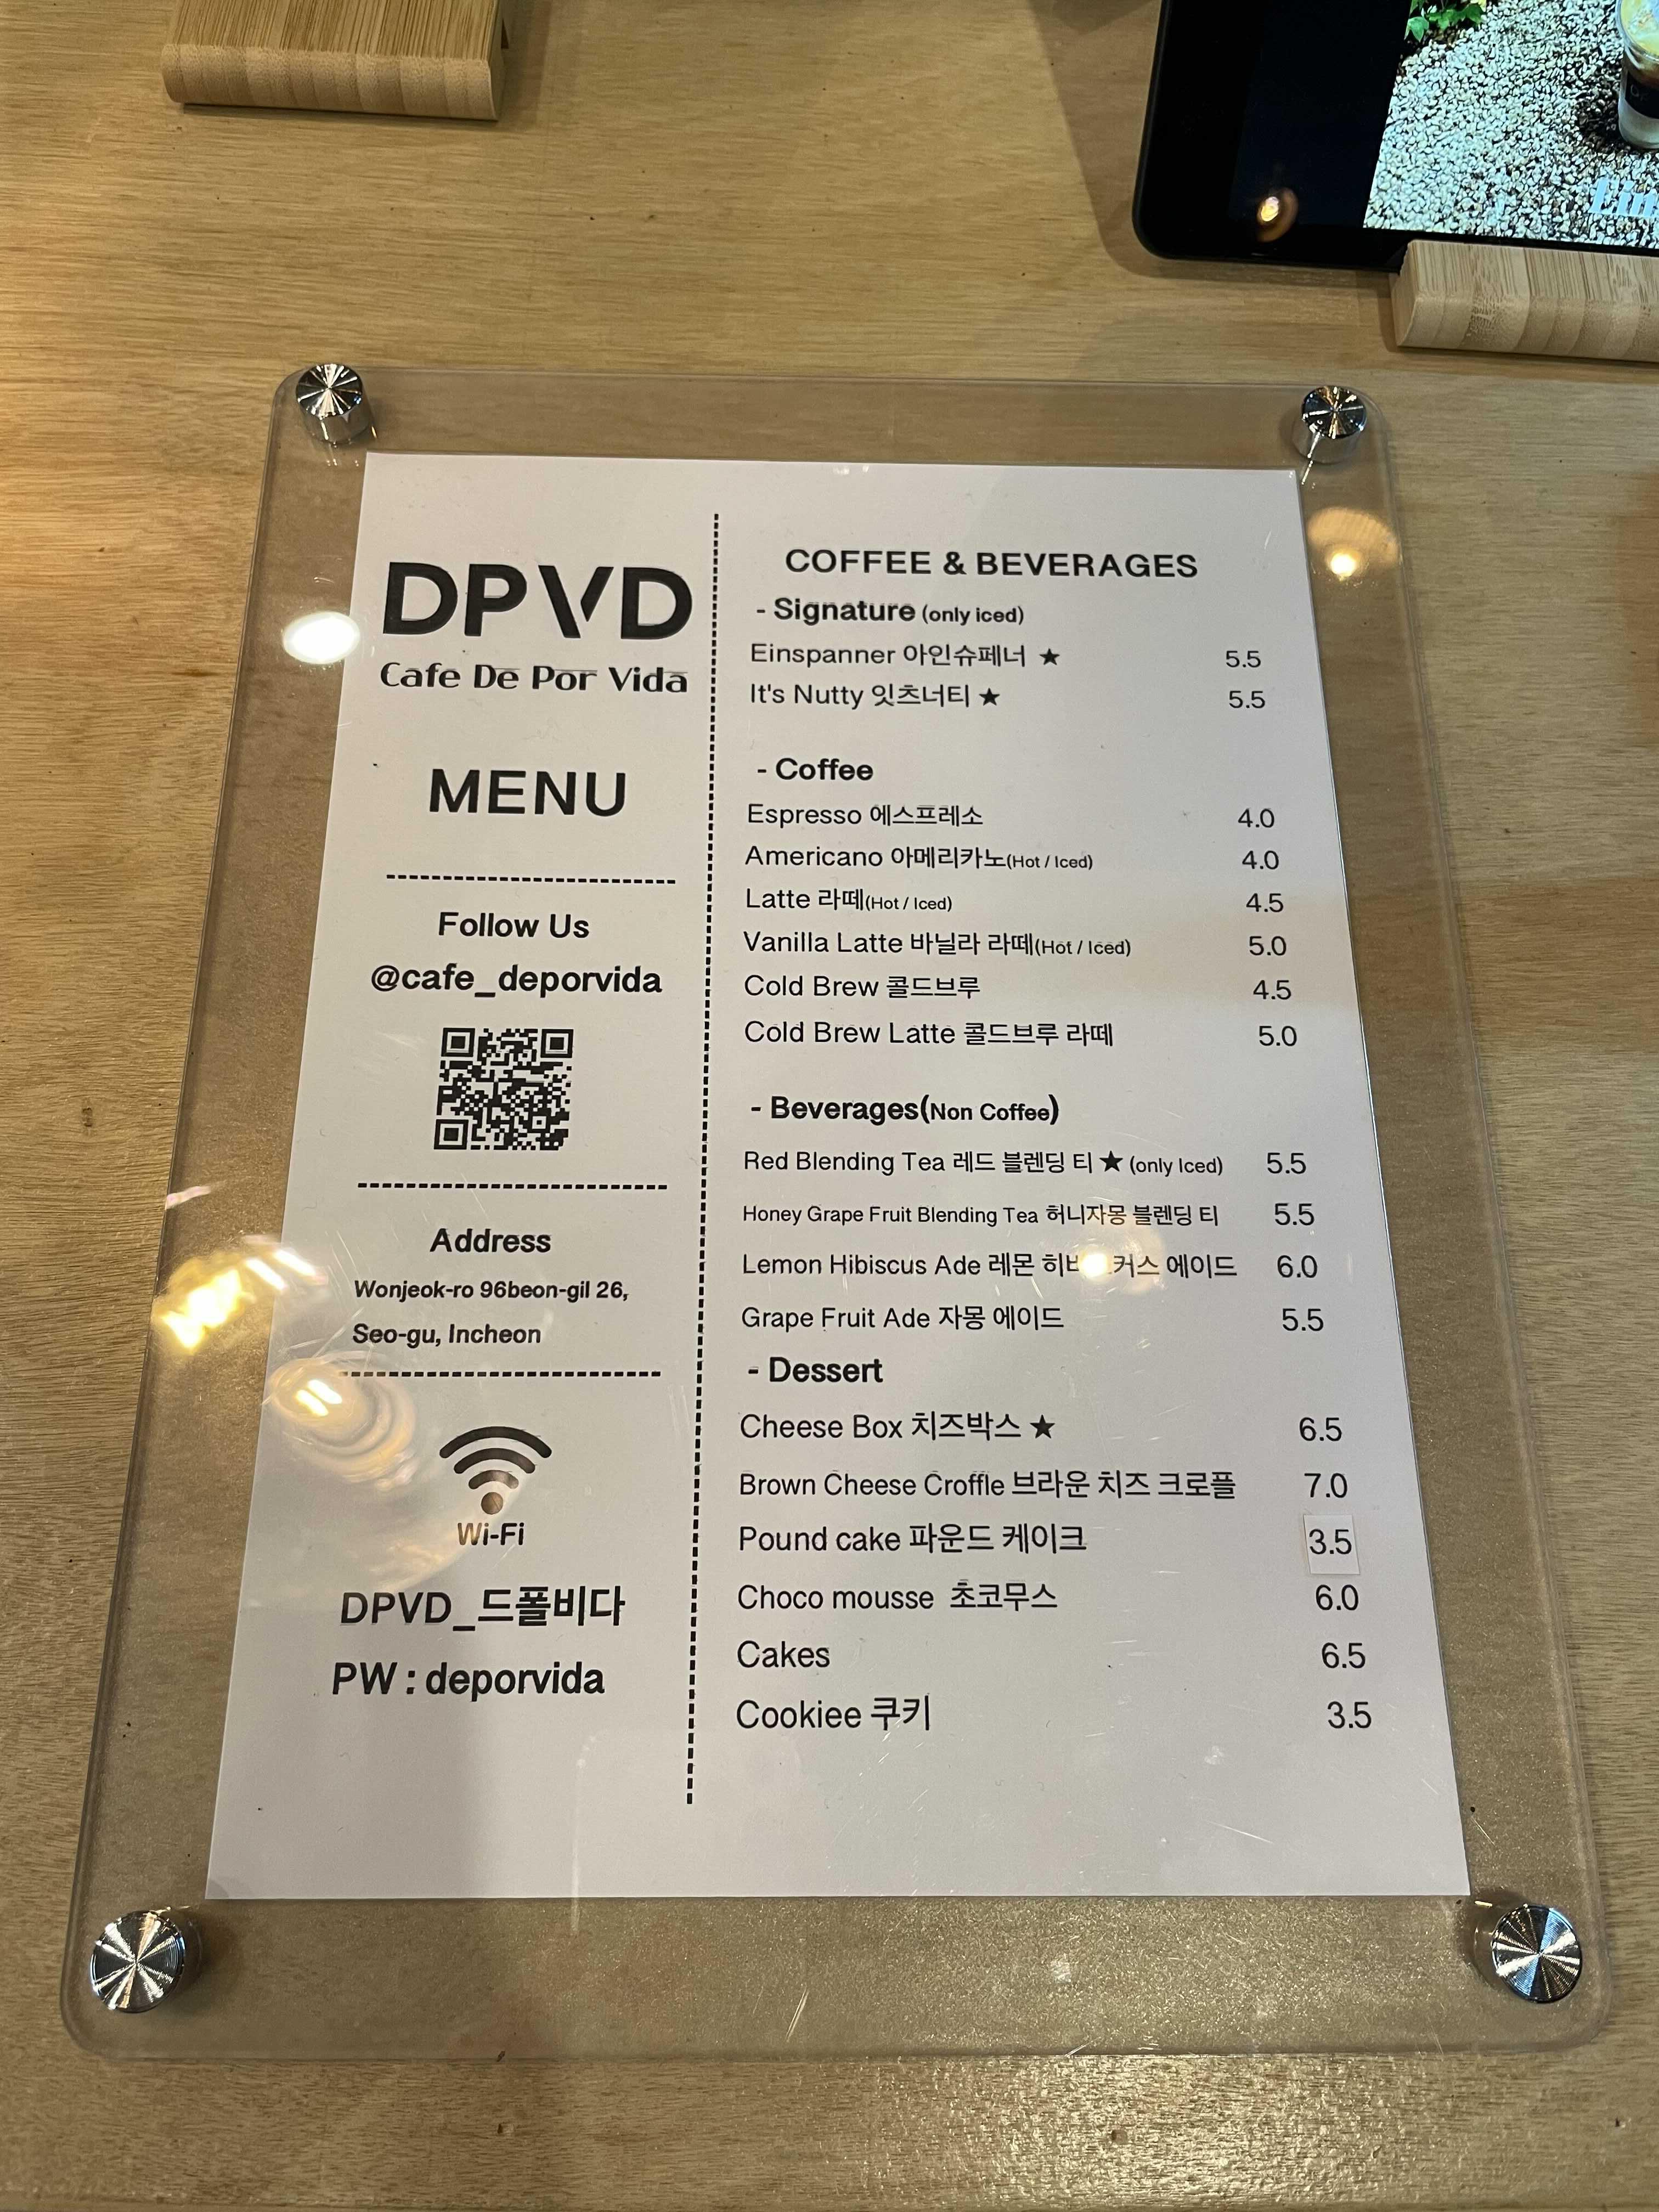 DPVD
Cafe De Por Vida
MENU
Follow Us
@cafe_deporvida
Address
Wonjeok-ro 96beon-gil 26,
Seo-gu, Incheon
Wi-Fi
DPVD_드폴비다
PW : deporvida
COFFEE & BEVERAGES
- Signature (only iced)
Einspanner 아인슈페너 ★ 5.5
It's Nutty 잇츠너티 ★ 5.5
- Coffee
Espresso 에스프레소 4.0
Americano 아메리카노(Hot / Iced) 4.0
Latte 라떼(Hot / Iced) 4.5
Vanilla Latte 바닐라 라떼(Hot / Iced) 5.0
Cold Brew 콜드브루 4.5
Cold Brew Latte 콜드브루 라떼 5.0
- Beverages(Non Coffee)
Red Blending Tea 레드 블렌딩 티 ★ (only Iced) 5.5
Honey Grape Fruit Blending Tea 허니자몽 블렌딩 티 5.5
Lemon Hibiscus Ade 레몬 에이드 6.0
Grape Fruit Ade 자몽 에이드 5.5
- Dessert
Cheese Box 치즈박스 ★ 6.5
Brown Cheese Croffle 브라운 치즈 크로플 7.0
Pound cake 파운드 케이크 3.5
Choco mousse 초코무스 6.0
Cakes 6.5
Cookiee 쿠키 3.5